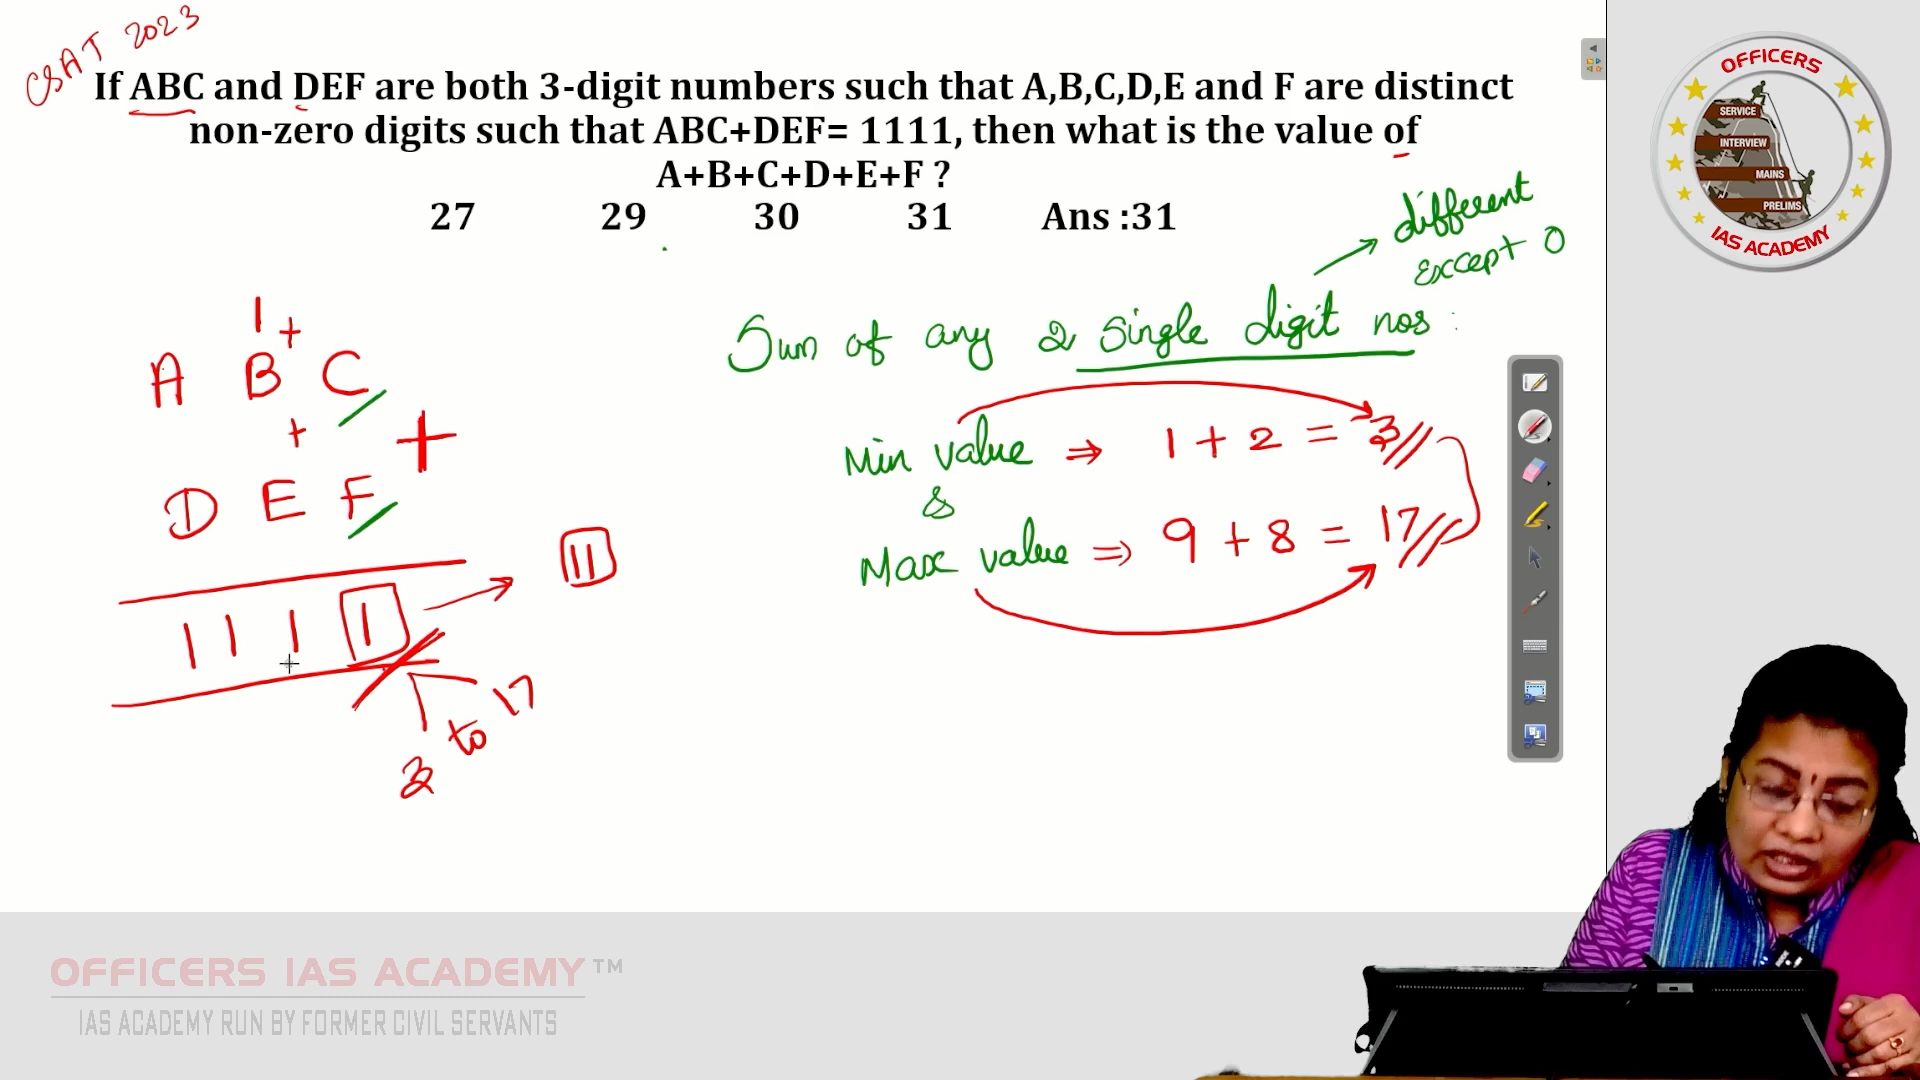 CSAT 2023
If ABC and DEF are both 3-digit numbers such that A,B,C,D,E and F are distinct
non-zero digits such that ABC+DEF= 1111, then what is the value of
A+B+C+D+E+F ?
27 29 30 31 Ans :31
different
except 0
Sum of any 2 single digit nos :
1 +
A B C
+ +
D E F
1 1 1 1
11
3 to 17
Min value ⇒ 1 + 2 = 3
&
Max value ⇒ 9 + 8 = 17
OFFICERS
SERVICE
INTERVIEW
MAINS
PRELIMS
IAS ACADEMY
OFFICERS IAS ACADEMY™
IAS ACADEMY RUN BY FORMER CIVIL SERVANTS